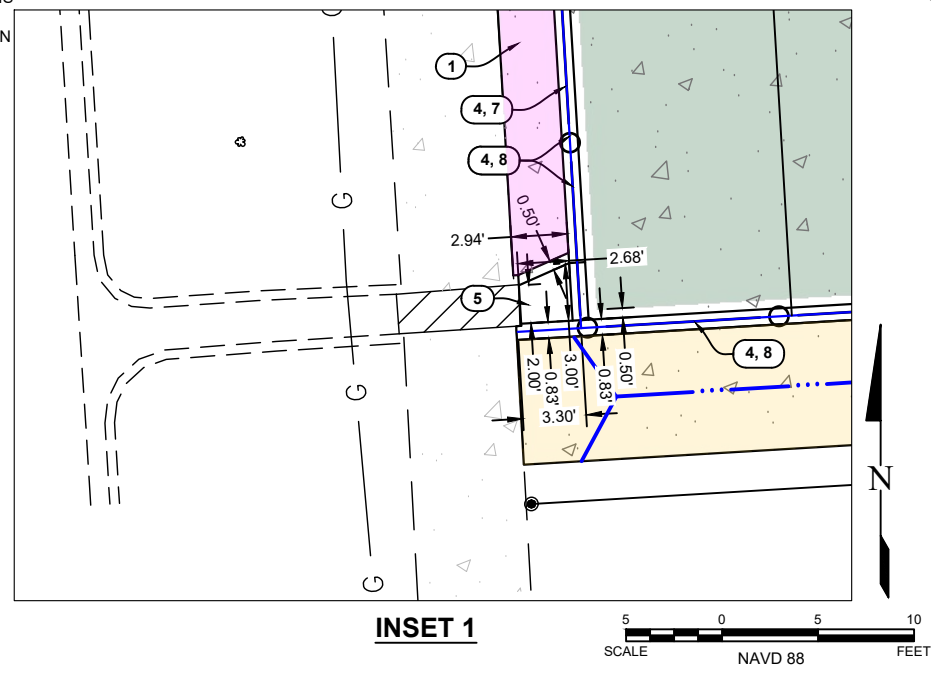 N
1
4, 7
4, 8
G
0.50'
2.94'
2.68'
5
4, 8
2.00'
0.83'
3.00'
0.83'
0.50'
3.30'
G
N
G
INSET 1
5 0 5 10
SCALE FEET
NAVD 88